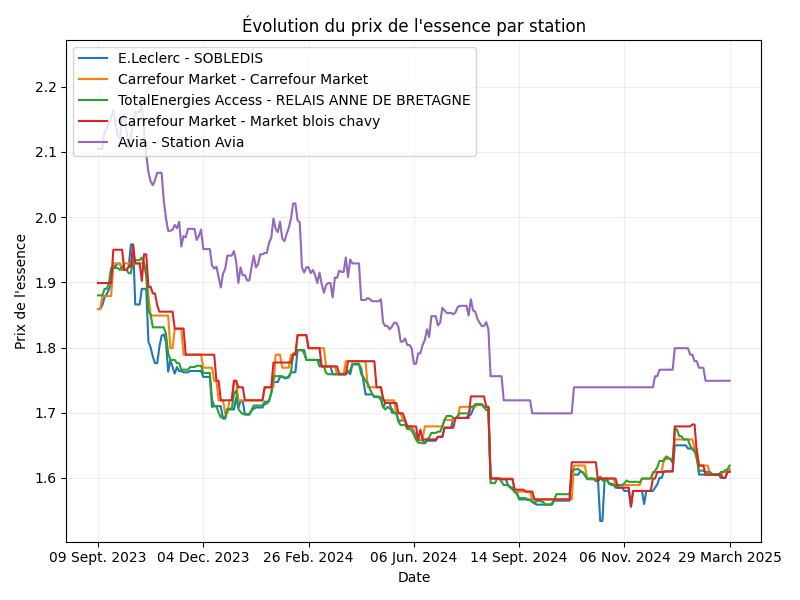 Évolution du prix de l'essence par station
E.Leclerc - SOBLEDIS
Carrefour Market - Carrefour Market
TotalEnergies Access - RELAIS ANNE DE BRETAGNE
Carrefour Market - Market blois chavy
Avia - Station Avia
Prix de l'essence
2.2
2.1
2.0
1.9
1.8
1.7
1.6
09 Sept. 2023
04 Dec. 2023
26 Feb. 2024
06 Jun. 2024
14 Sept. 2024
06 Nov. 2024
29 March 2025
Date